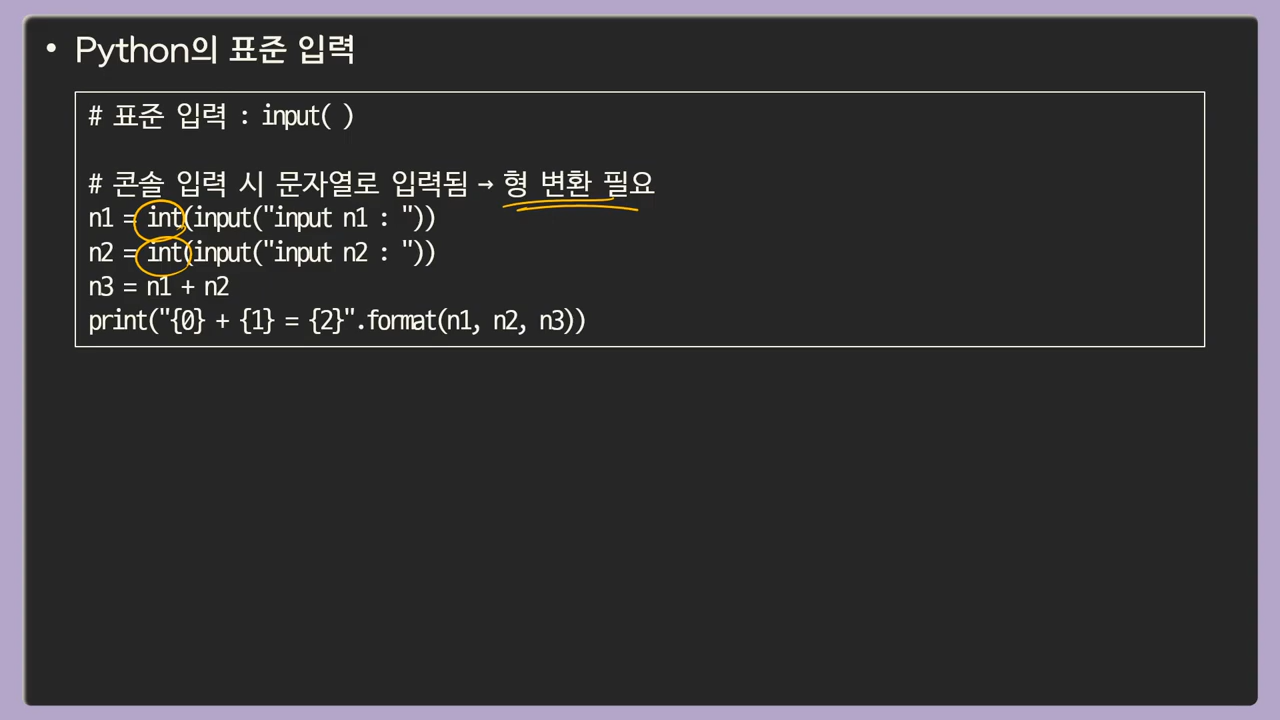 • Python의 표준 입력
# 표준 입력 : input( )
# 콘솔 입력 시 문자열로 입력됨 → 형 변환 필요
n1 = int(input("input n1 : "))
n2 = int(input("input n2 : "))
n3 = n1 + n2
print("{0} + {1} = {2}".format(n1, n2, n3))